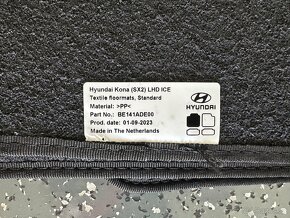 Hyundai Kona (SX2) LHD ICE
Textile floormats, Standard
Material: >PP<
Part No.: BE141ADE00
Prod. date: 01-09-2023
Made in The Netherlands
HYUNDAI